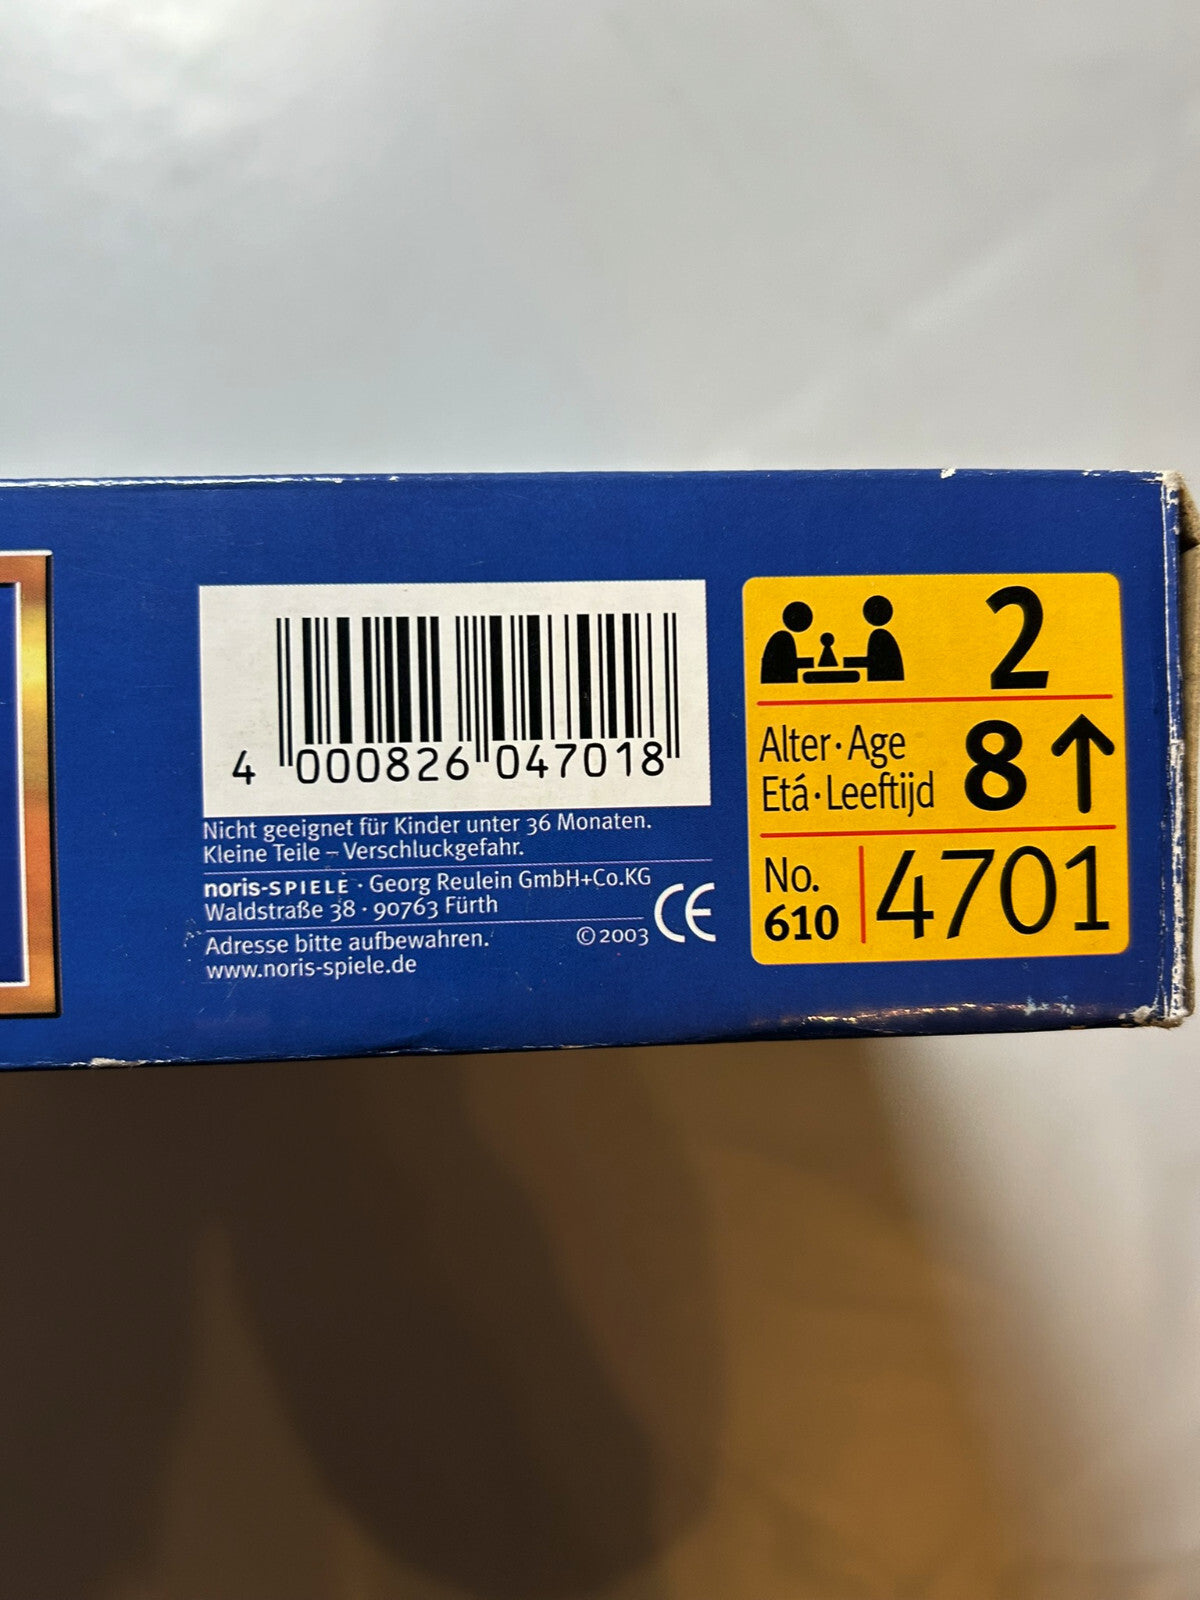 4 000826 047018
Nicht geeignet für Kinder unter 36 Monaten.
Kleine Teile – Verschluckgefahr.
noris-SPIELE · Georg Reulein GmbH+Co.KG
Waldstraße 38 · 90763 Fürth
Adresse bitte aufbewahren. © 2003 CE
www.noris-spiele.de
2
Alter · Age
Etá · Leeftijd 8 ↑
No.
610 4701